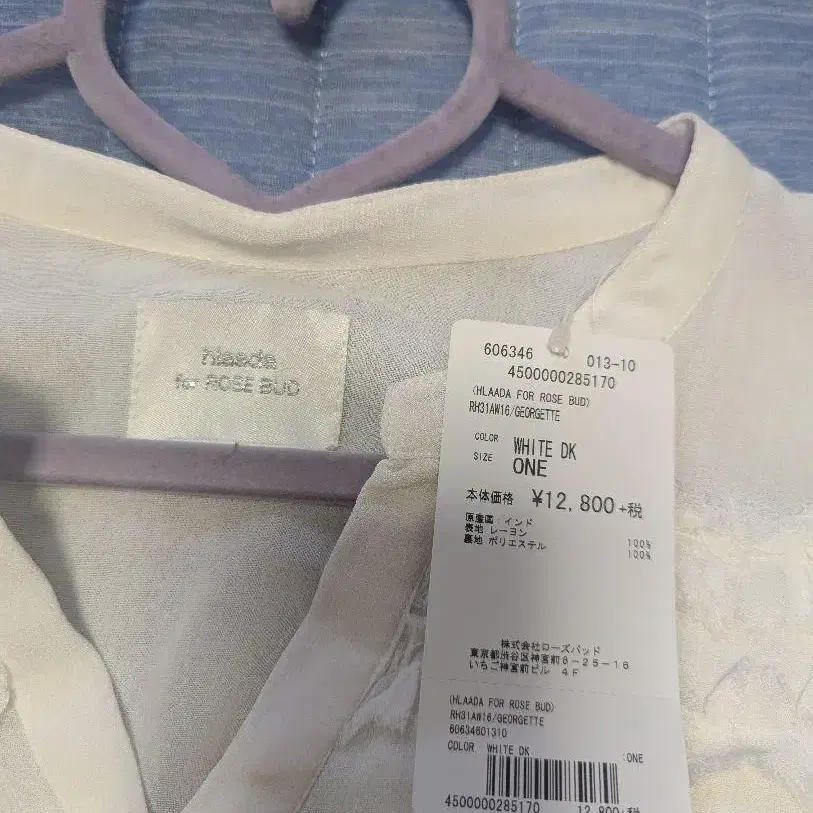 hlaada
for ROSE BUD
606346 013-10
4500000285170
(HLAADA FOR ROSE BUD)
RH31AW16/GEORGETTE
COLOR WHITE DK
SIZE ONE
本体価格 ¥12,800+税
原産国:インド
表地 レーヨン 100%
裏地 ポリエステル 100%
株式会社ローズバッド
東京都渋谷区神宮前6-25-16
いちご神宮前ビル 4F
(HLAADA FOR ROSE BUD)
RH31AW16/GEORGETTE
60634601310
COLOR WHITE DK :ONE
4500000285170 12,800+税